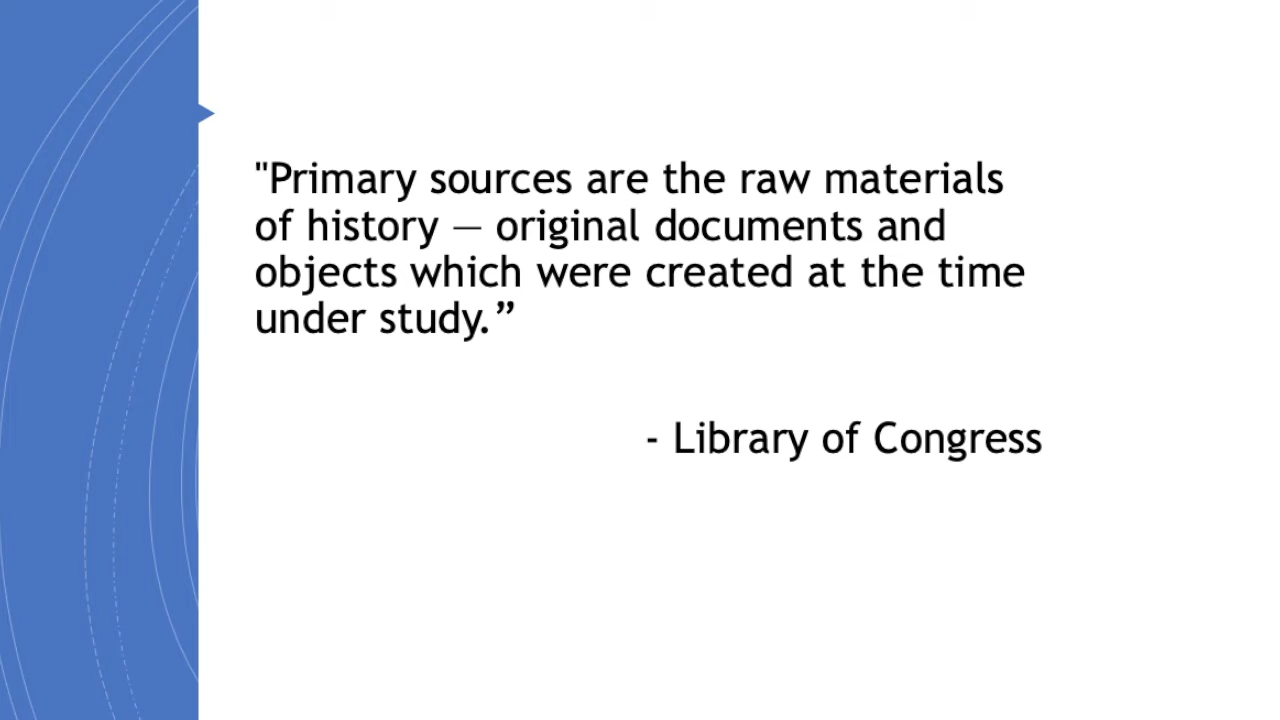 "Primary sources are the raw materials
of history — original documents and
objects which were created at the time
under study.”
- Library of Congress